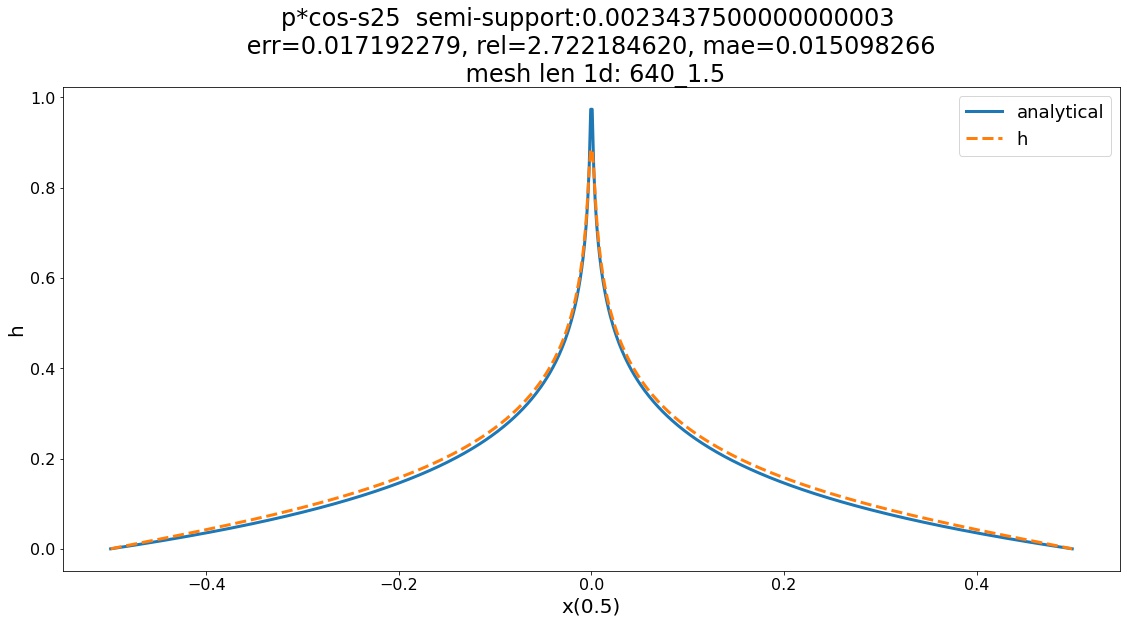 p*cos-s25  semi-support:0.0023437500000000003
err=0.017192279, rel=2.722184620, mae=0.015098266
mesh len 1d: 640_1.5
analytical
h
1.0
0.8
0.6
0.4
0.2
0.0
h
−0.4
−0.2
0.0
0.2
0.4
x(0.5)